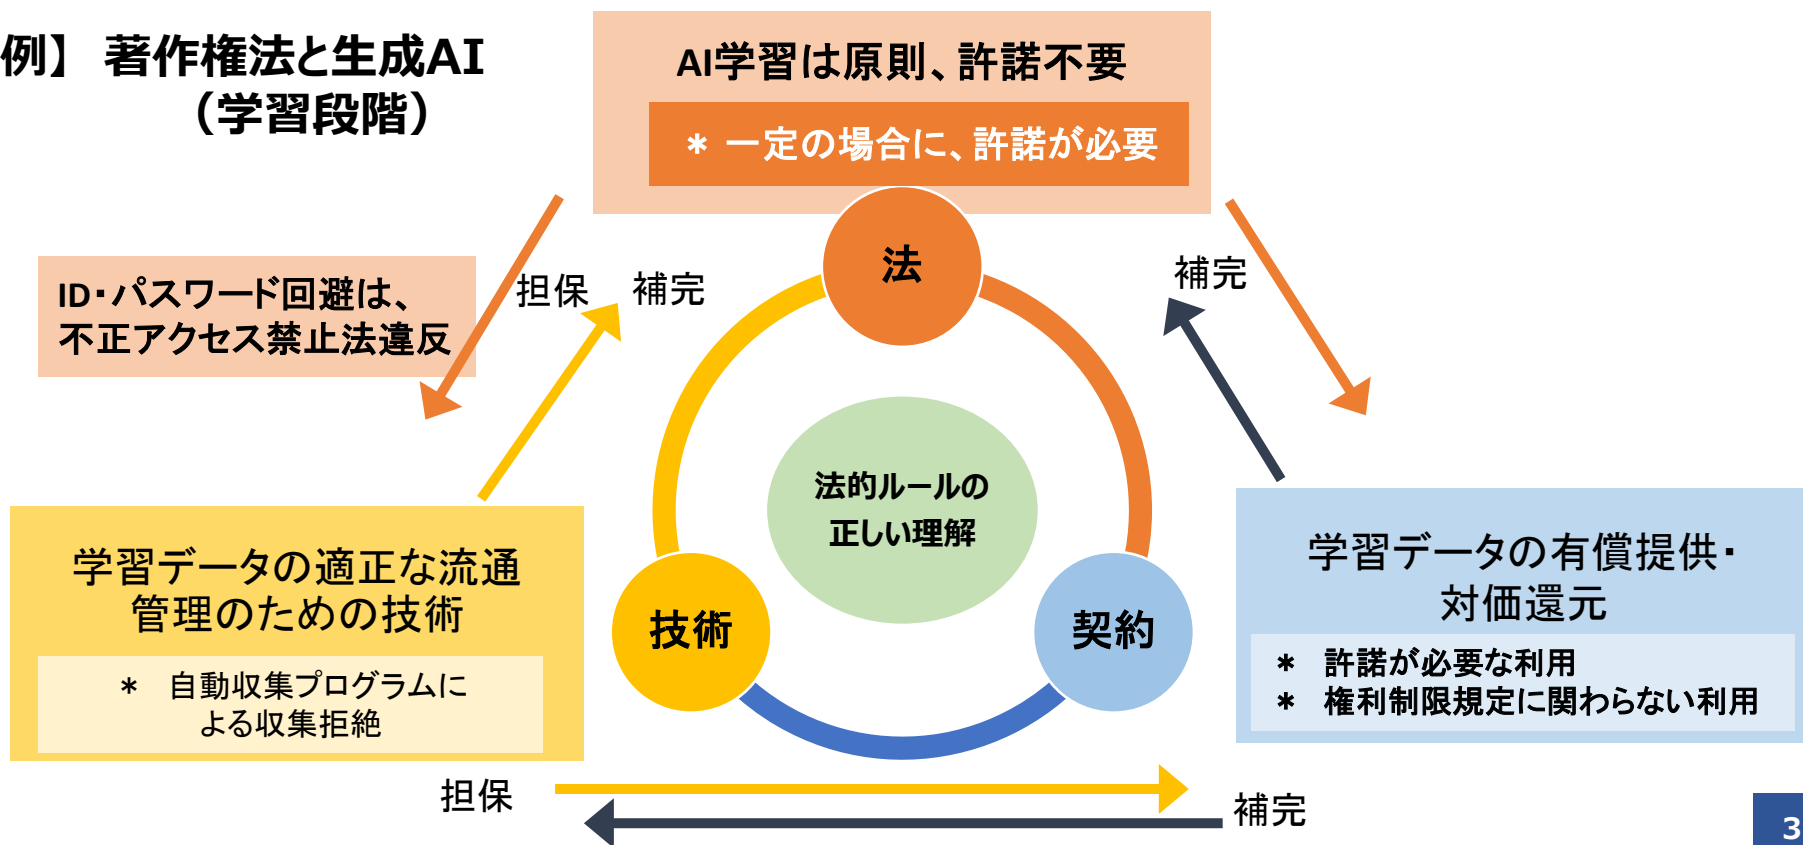 例】 著作権法と生成AI
（学習段階）
AI学習は原則、許諾不要
* 一定の場合に、許諾が必要
法
ID・パスワード回避は、
不正アクセス禁止法違反
担保
補完
補完
法的ルールの
正しい理解
学習データの適正な流通
管理のための技術
* 自動収集プログラムに
よる収集拒絶
技術
契約
学習データの有償提供・
対価還元
* 許諾が必要な利用
* 権利制限規定に関わらない利用
担保
補完
3